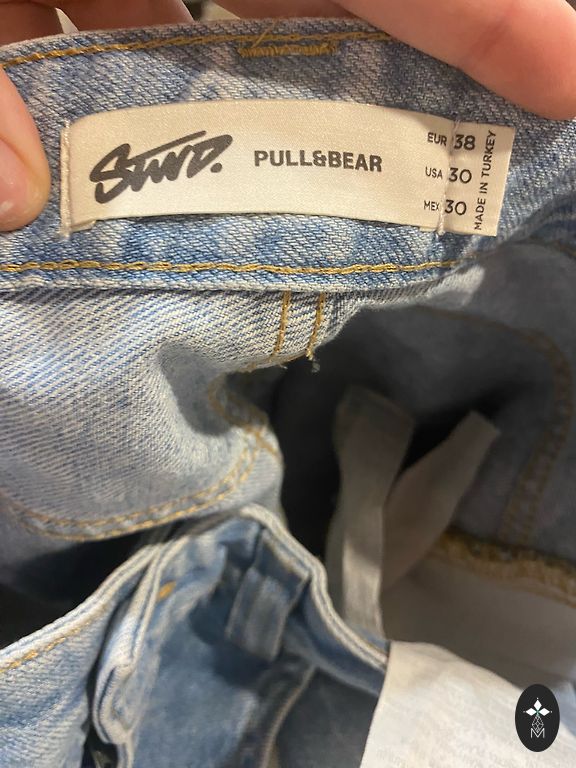 STWD. PULL&BEAR
EUR 38
USA 30
MEX 30
MADE IN TURKEY